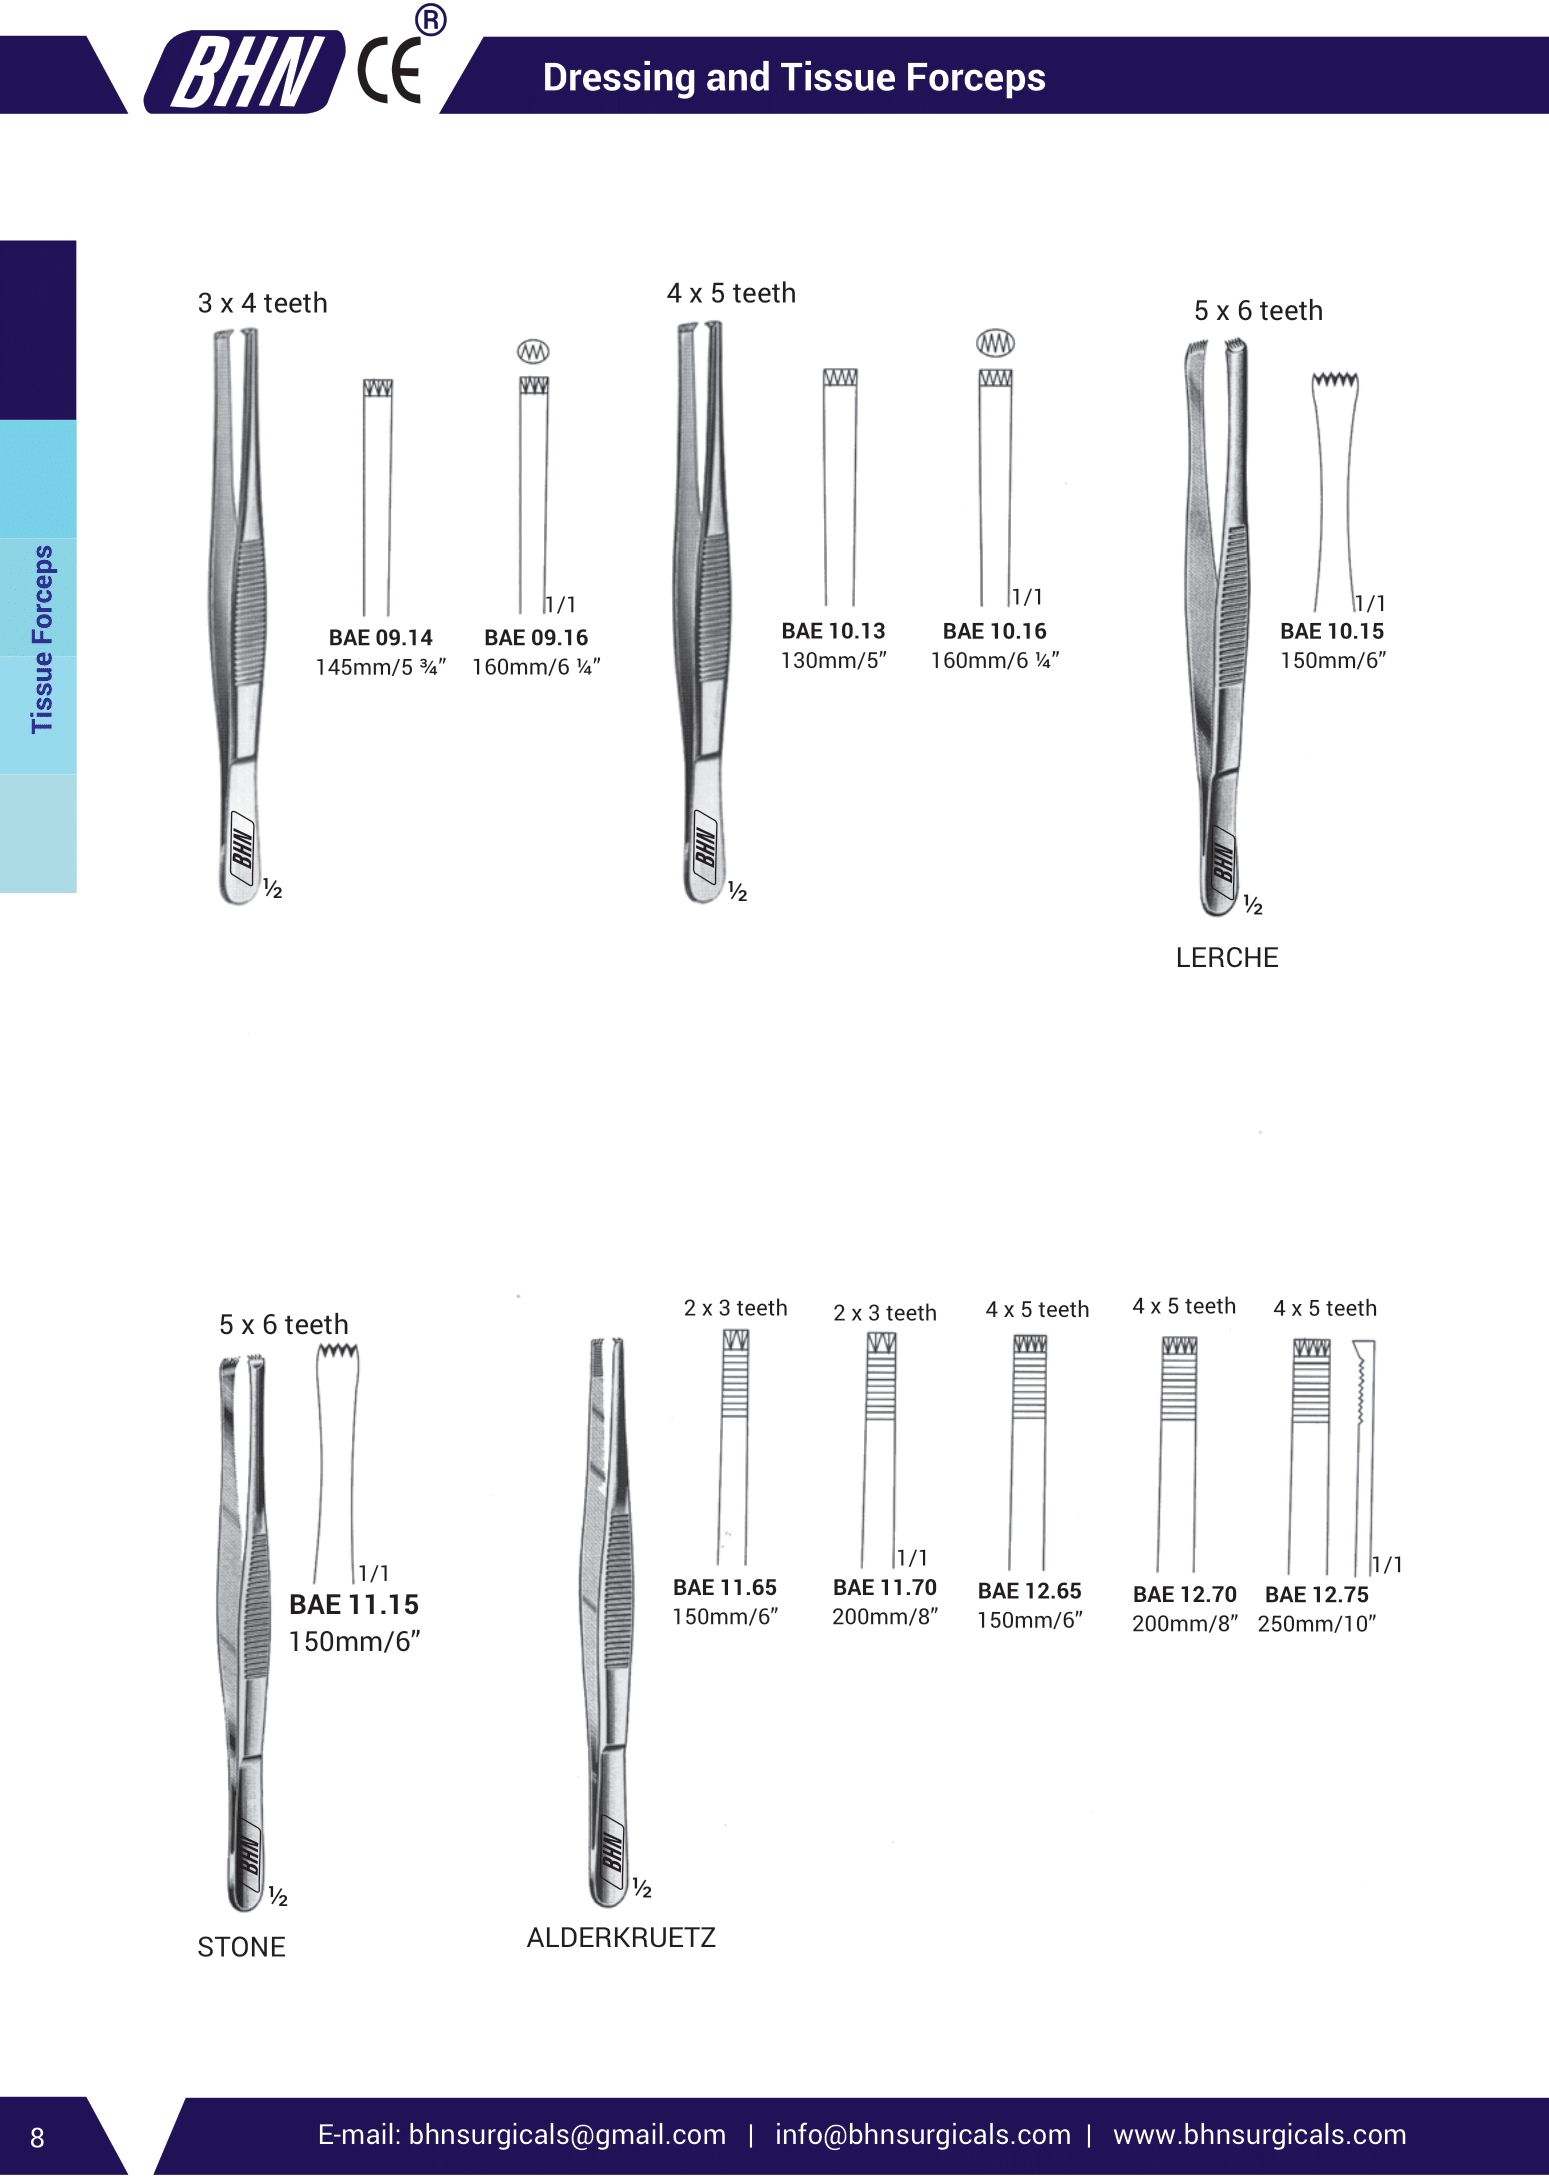 BHN CE ®
Dressing and Tissue Forceps
Tissue Forceps
3 x 4 teeth
1/1
BAE 09.14
145mm/5 ¾”
BAE 09.16
160mm/6 ¼”
BHN
½
4 x 5 teeth
1/1
BAE 10.13
130mm/5”
BAE 10.16
160mm/6 ¼”
BHN
½
5 x 6 teeth
1/1
BAE 10.15
150mm/6”
BHN
½
LERCHE
5 x 6 teeth
1/1
BAE 11.15
150mm/6”
BHN
½
STONE
2 x 3 teeth
BAE 11.65
150mm/6”
2 x 3 teeth
1/1
BAE 11.70
200mm/8”
4 x 5 teeth
BAE 12.65
150mm/6”
4 x 5 teeth
BAE 12.70
200mm/8”
4 x 5 teeth
1/1
BAE 12.75
250mm/10”
BHN
½
ALDERKRUETZ
8
E-mail: bhnsurgicals@gmail.com | info@bhnsurgicals.com | www.bhnsurgicals.com